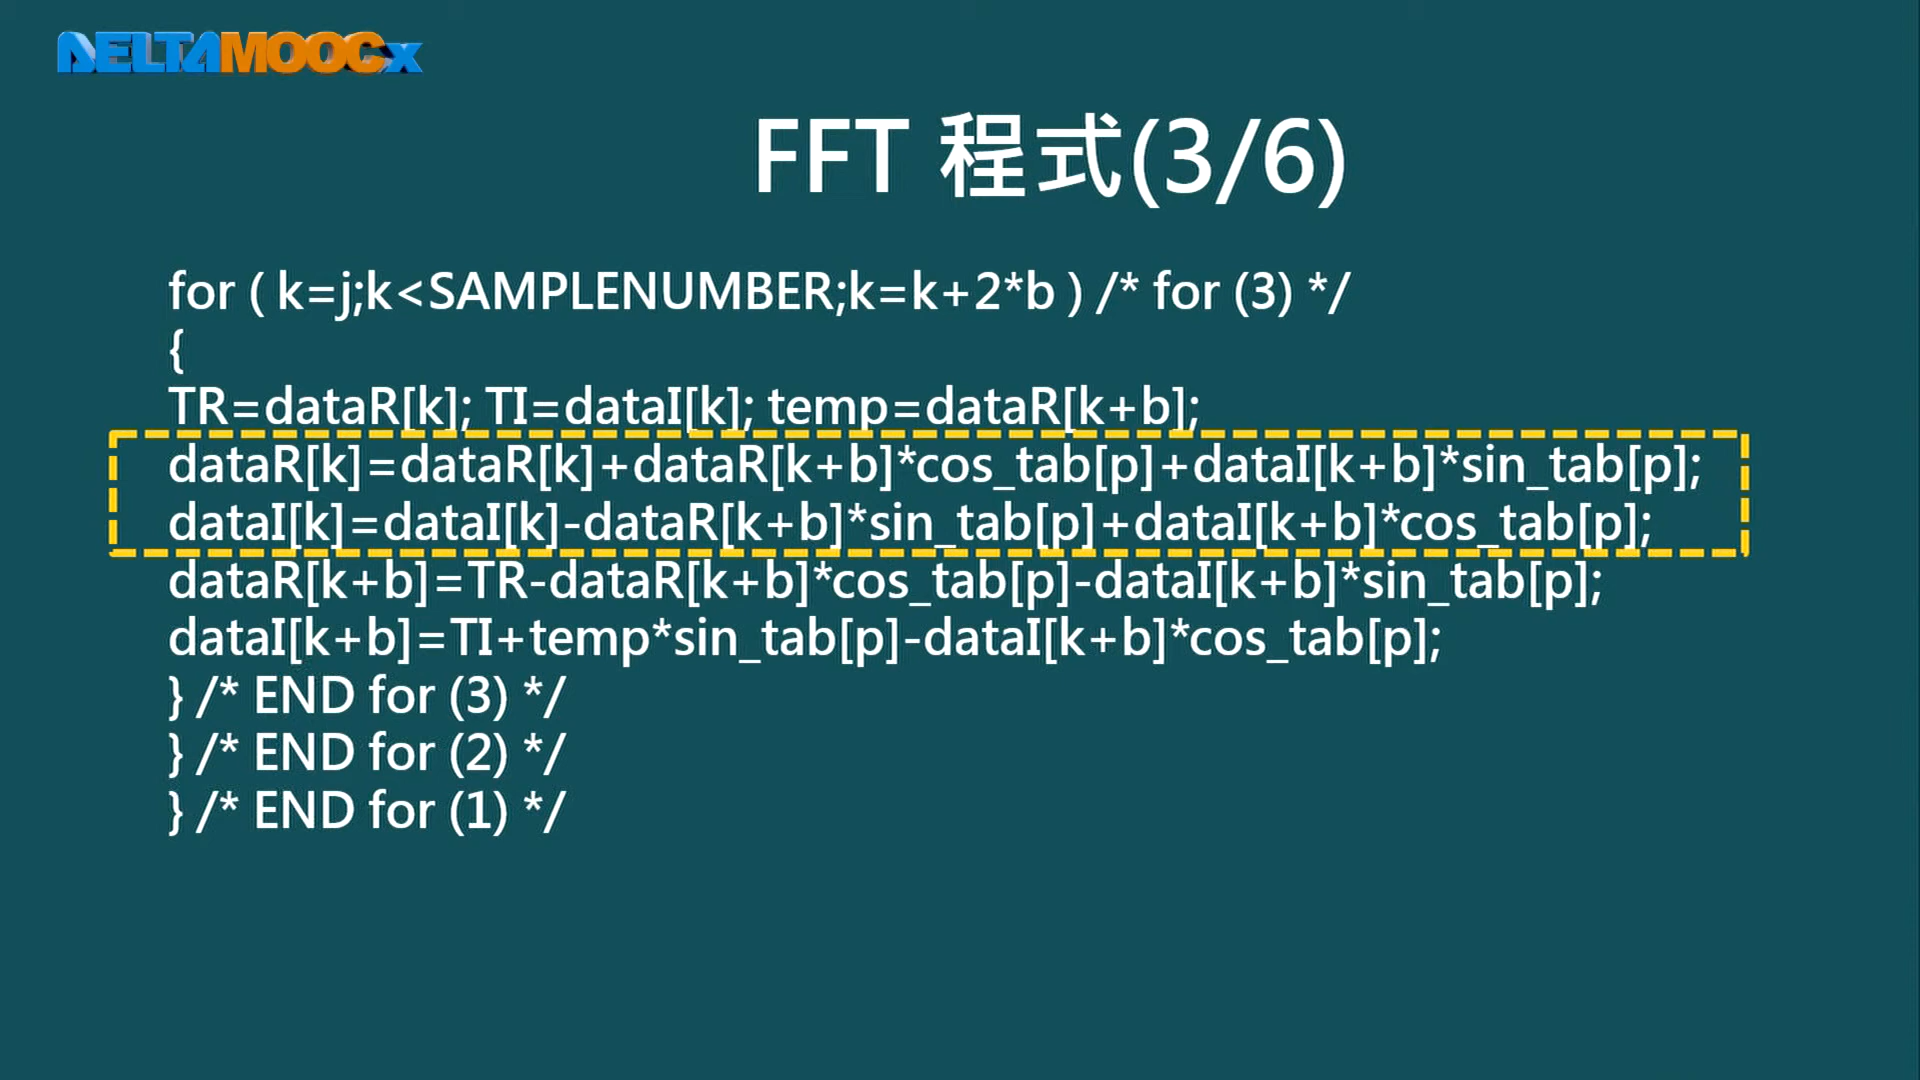 DELTAMOOCx
FFT 程式(3/6)
for ( k=j;k<SAMPLENUMBER;k=k+2*b ) /* for (3) */
{
TR=dataR[k]; TI=dataI[k]; temp=dataR[k+b];
dataR[k]=dataR[k]+dataR[k+b]*cos_tab[p]+dataI[k+b]*sin_tab[p];
dataI[k]=dataI[k]-dataR[k+b]*sin_tab[p]+dataI[k+b]*cos_tab[p];
dataR[k+b]=TR-dataR[k+b]*cos_tab[p]-dataI[k+b]*sin_tab[p];
dataI[k+b]=TI+temp*sin_tab[p]-dataI[k+b]*cos_tab[p];
} /* END for (3) */
} /* END for (2) */
} /* END for (1) */